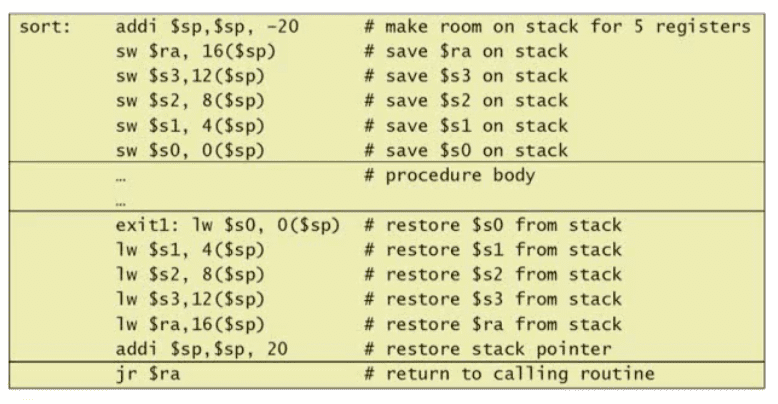 sort: addi $sp,$sp, -20 # make room on stack for 5 registers
sw $ra, 16($sp) # save $ra on stack
sw $s3,12($sp) # save $s3 on stack
sw $s2, 8($sp) # save $s2 on stack
sw $s1, 4($sp) # save $s1 on stack
sw $s0, 0($sp) # save $s0 on stack
… # procedure body
…
exit1: lw $s0, 0($sp) # restore $s0 from stack
lw $s1, 4($sp) # restore $s1 from stack
lw $s2, 8($sp) # restore $s2 from stack
lw $s3,12($sp) # restore $s3 from stack
lw $ra,16($sp) # restore $ra from stack
addi $sp,$sp, 20 # restore stack pointer
jr $ra # return to calling routine